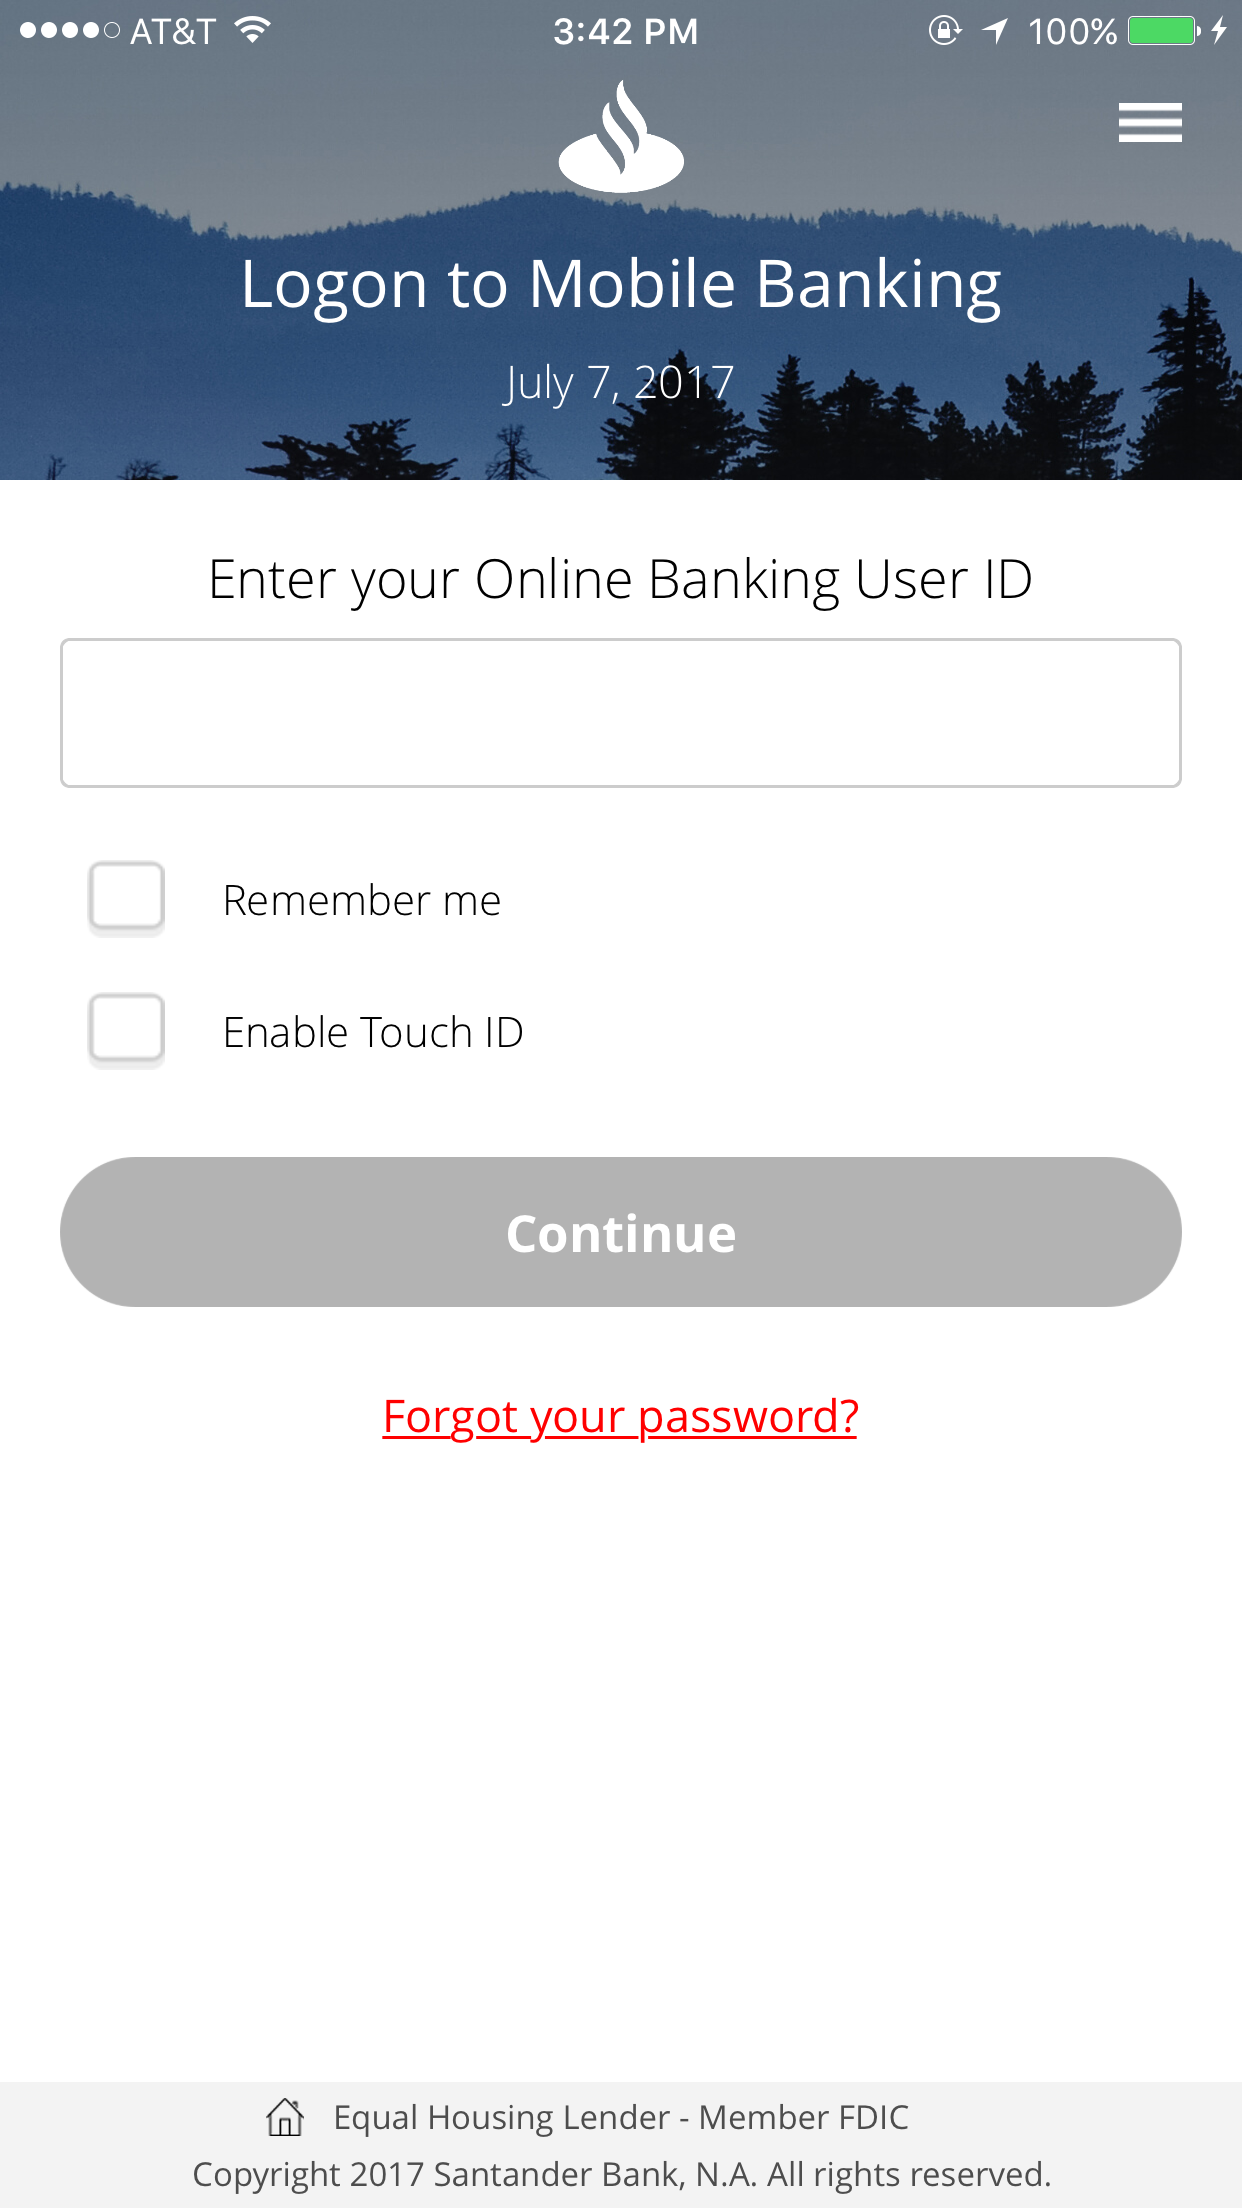 AT&T 3:42 PM 100%
Logon to Mobile Banking
July 7, 2017
Enter your Online Banking User ID
Remember me
Enable Touch ID
Continue
Forgot your password?
Equal Housing Lender - Member FDIC
Copyright 2017 Santander Bank, N.A. All rights reserved.